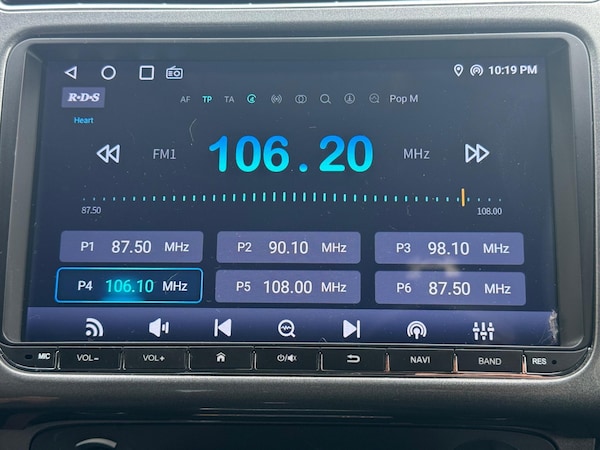 10:19 PM
R·D·S
AF TP TA Pop M
Heart
FM1 106.20 MHz
87.50 108.00
P1 87.50 MHz P2 90.10 MHz P3 98.10 MHz
P4 106.10 MHz P5 108.00 MHz P6 87.50 MHz
MIC VOL- VOL+ NAVI BAND RES